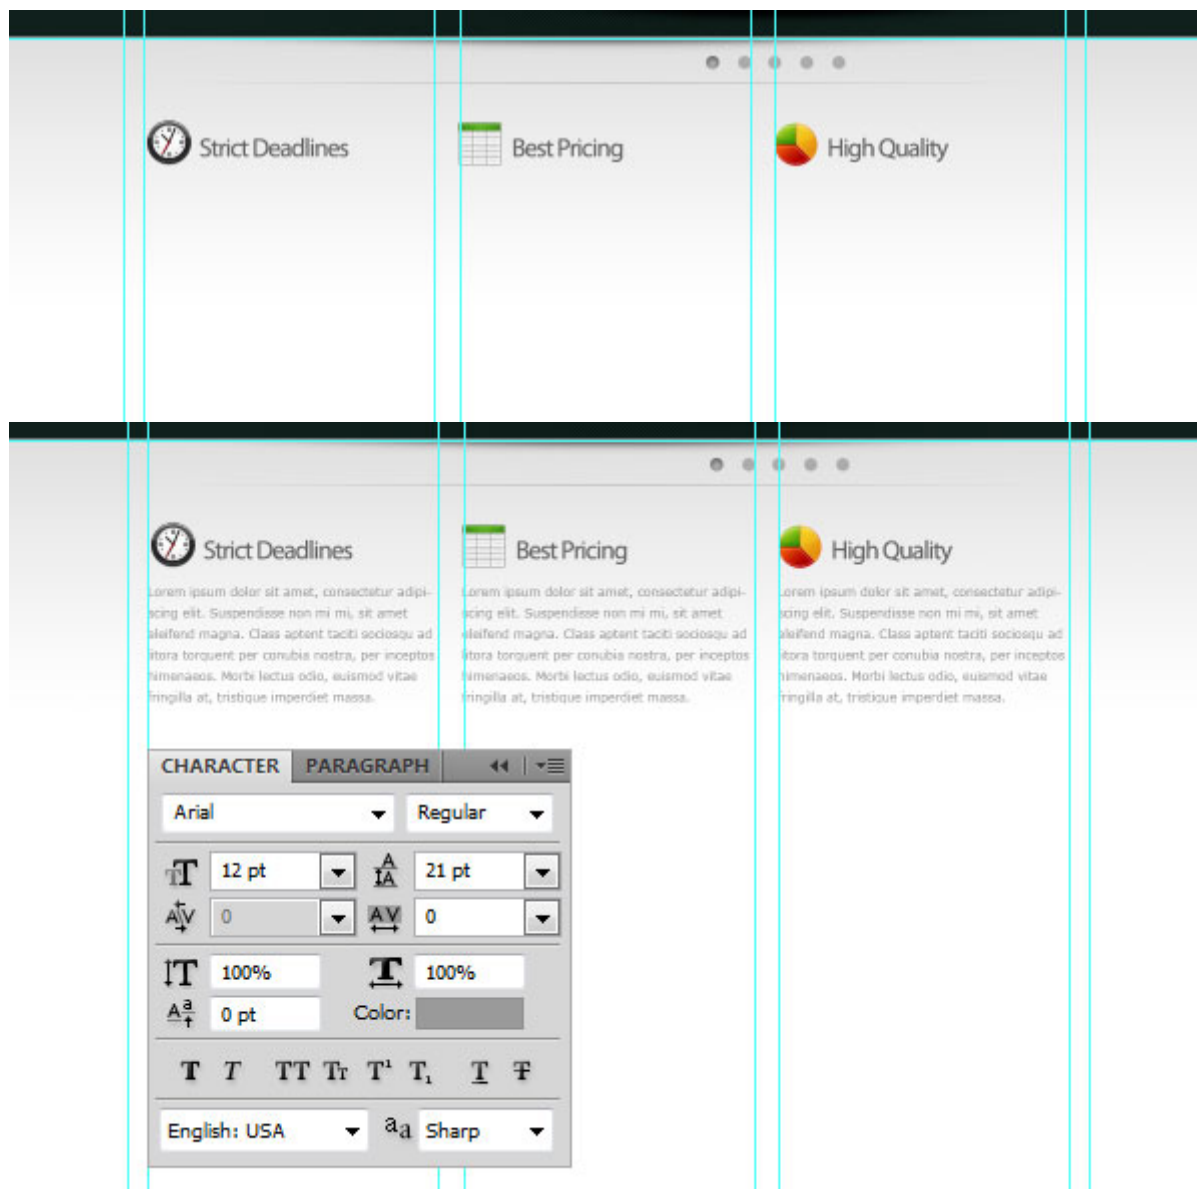 Strict Deadlines
Best Pricing
High Quality
Strict Deadlines
Best Pricing
High Quality
Lorem ipsum dolor sit amet, consectetur adipi-
scing elit. Suspendisse non mi mi, sit amet
eleifend magna. Class aptent taciti sociosqu ad
litora torquent per conubia nostra, per inceptos
himenaeos. Morbi lectus odio, euismod vitae
fringilla at, tristique imperdiet massa.
Lorem ipsum dolor sit amet, consectetur adipi-
scing elit. Suspendisse non mi mi, sit amet
eleifend magna. Class aptent taciti sociosqu ad
litora torquent per conubia nostra, per inceptos
himenaeos. Morbi lectus odio, euismod vitae
fringilla at, tristique imperdiet massa.
Lorem ipsum dolor sit amet, consectetur adipi-
scing elit. Suspendisse non mi mi, sit amet
eleifend magna. Class aptent taciti sociosqu ad
litora torquent per conubia nostra, per inceptos
himenaeos. Morbi lectus odio, euismod vitae
fringilla at, tristique imperdiet massa.
CHARACTER PARAGRAPH
Arial Regular
12 pt 21 pt
0 0
100% 100%
0 pt Color:
T T TT Tr T¹ T₁ T T
English: USA aa Sharp